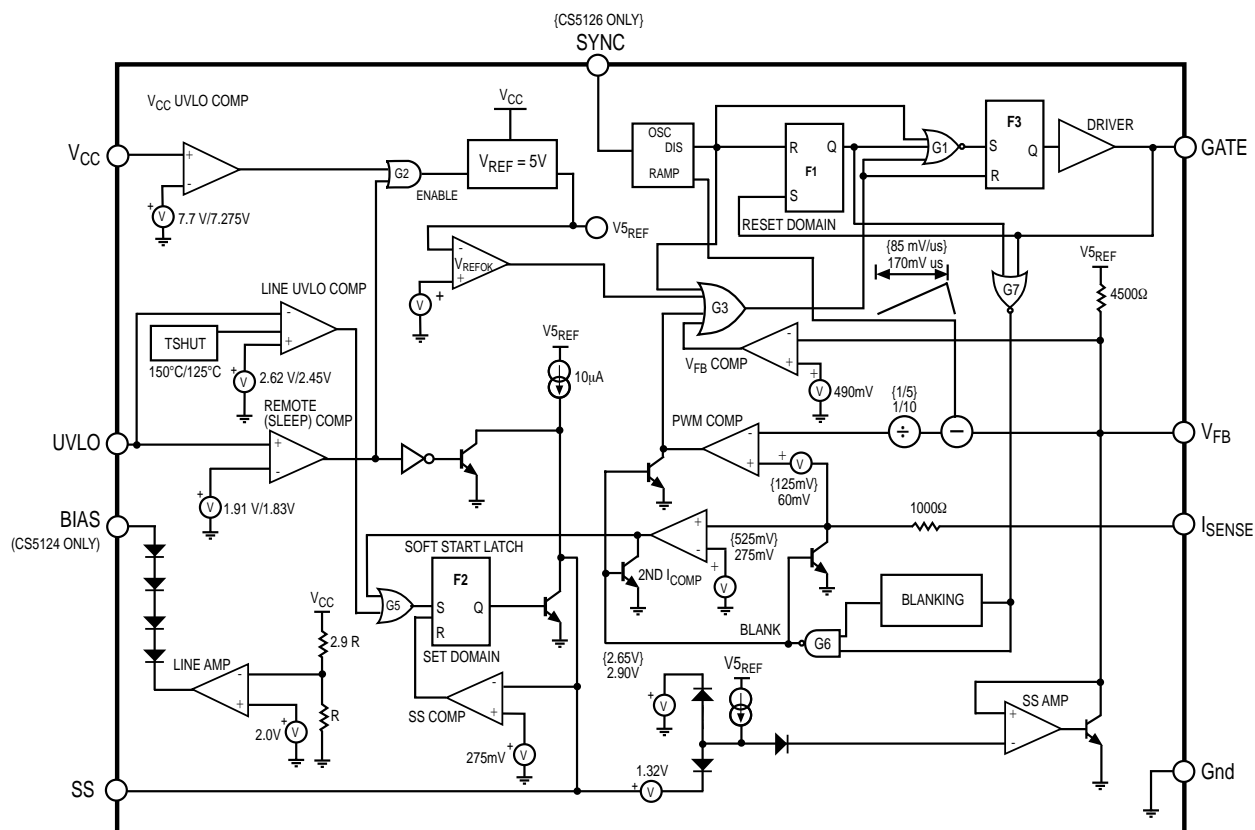 {CS5126 ONLY}
SYNC
VCC UVLO COMP
VCC
+
-
+
V
7.7 V/7.275V
G2
ENABLE
VCC
VREF = 5V
V5REF
-
VREFOK
+
+
OSC
DIS
RAMP
R
Q
F1
S
RESET DOMAIN
G1
F3
S
Q
R
DRIVER
GATE
{85 mV/us}
170mV us
G7
V5REF
4500Ω
LINE UVLO COMP
-
+
TSHUT
150°C/125°C
+
V
2.62 V/2.45V
G3
VFB COMP
-
+
+
V
490mV
V5REF
10μA
REMOTE
(SLEEP) COMP
UVLO
+
-
+
V
1.91 V/1.83V
PWM COMP
-
+
+
V
{125mV}
60mV
{1/5}
1/10
÷
−
VFB
BIAS
(CS5124 ONLY)
1000Ω
ISENSE
+
-
{525mV}
275mV
+
V
2ND ICOMP
SOFT START LATCH
G5
F2
S
Q
R
SET DOMAIN
BLANKING
BLANK
G6
VCC
2.9 R
R
LINE AMP
-
+
+
V
2.0V
SS COMP
-
+
275mV
+
V
{2.65V}
2.90V
+
V
V5REF
SS AMP
+
-
1.32V
+
V
SS
Gnd